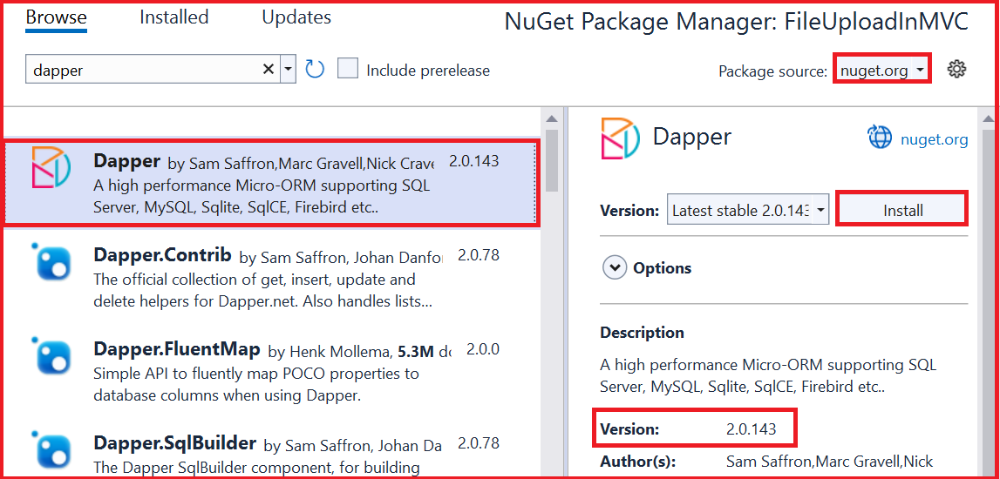 Browse Installed Updates NuGet Package Manager: FileUploadInMVC
dapper Include prerelease Package source: nuget.org
Dapper by Sam Saffron,Marc Gravell,Nick Crave 2.0.143
A high performance Micro-ORM supporting SQL
Server, MySQL, Sqlite, SqlCE, Firebird etc..
Dapper.Contrib by Sam Saffron, Johan Danfo 2.0.78
The official collection of get, insert, update and
delete helpers for Dapper.net. Also handles lists...
Dapper.FluentMap by Henk Mollema, 5.3M do 2.0.0
Simple API to fluently map POCO properties to
database columns when using Dapper.
Dapper.SqlBuilder by Sam Saffron, Johan Da 2.0.78
The Dapper SqlBuilder component, for building
Dapper nuget.org
Version: Latest stable 2.0.143 Install
Options
Description
A high performance Micro-ORM supporting SQL
Server, MySQL, Sqlite, SqlCE, Firebird etc..
Version: 2.0.143
Author(s): Sam Saffron,Marc Gravell,Nick